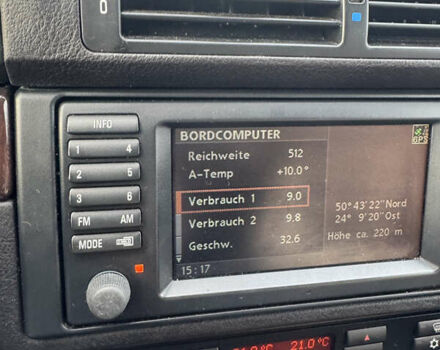 0
INFO
1 4
2 5
3 6
FM AM
MODE
GPS
BORDCOMPUTER
Reichweite 512
A-Temp +10.0°
Verbrauch 1 9.0
Verbrauch 2 9.8
Geschw. 32.6
50°43'22"Nord
24° 9'20"Ost
Höhe ca. 220 m
15:17
21.0°C